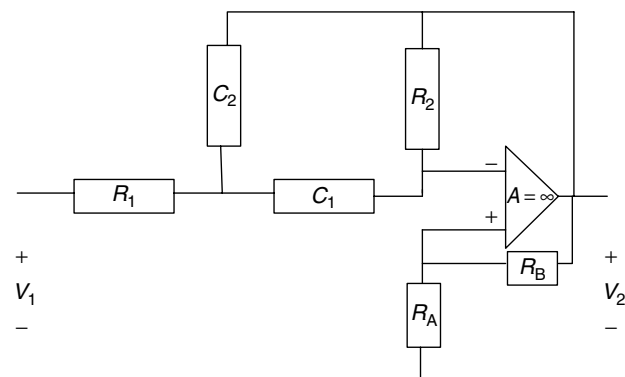 C2
R2
R1
C1
−
A = ∞
+
+
V1
−
RB
RA
+
V2
−